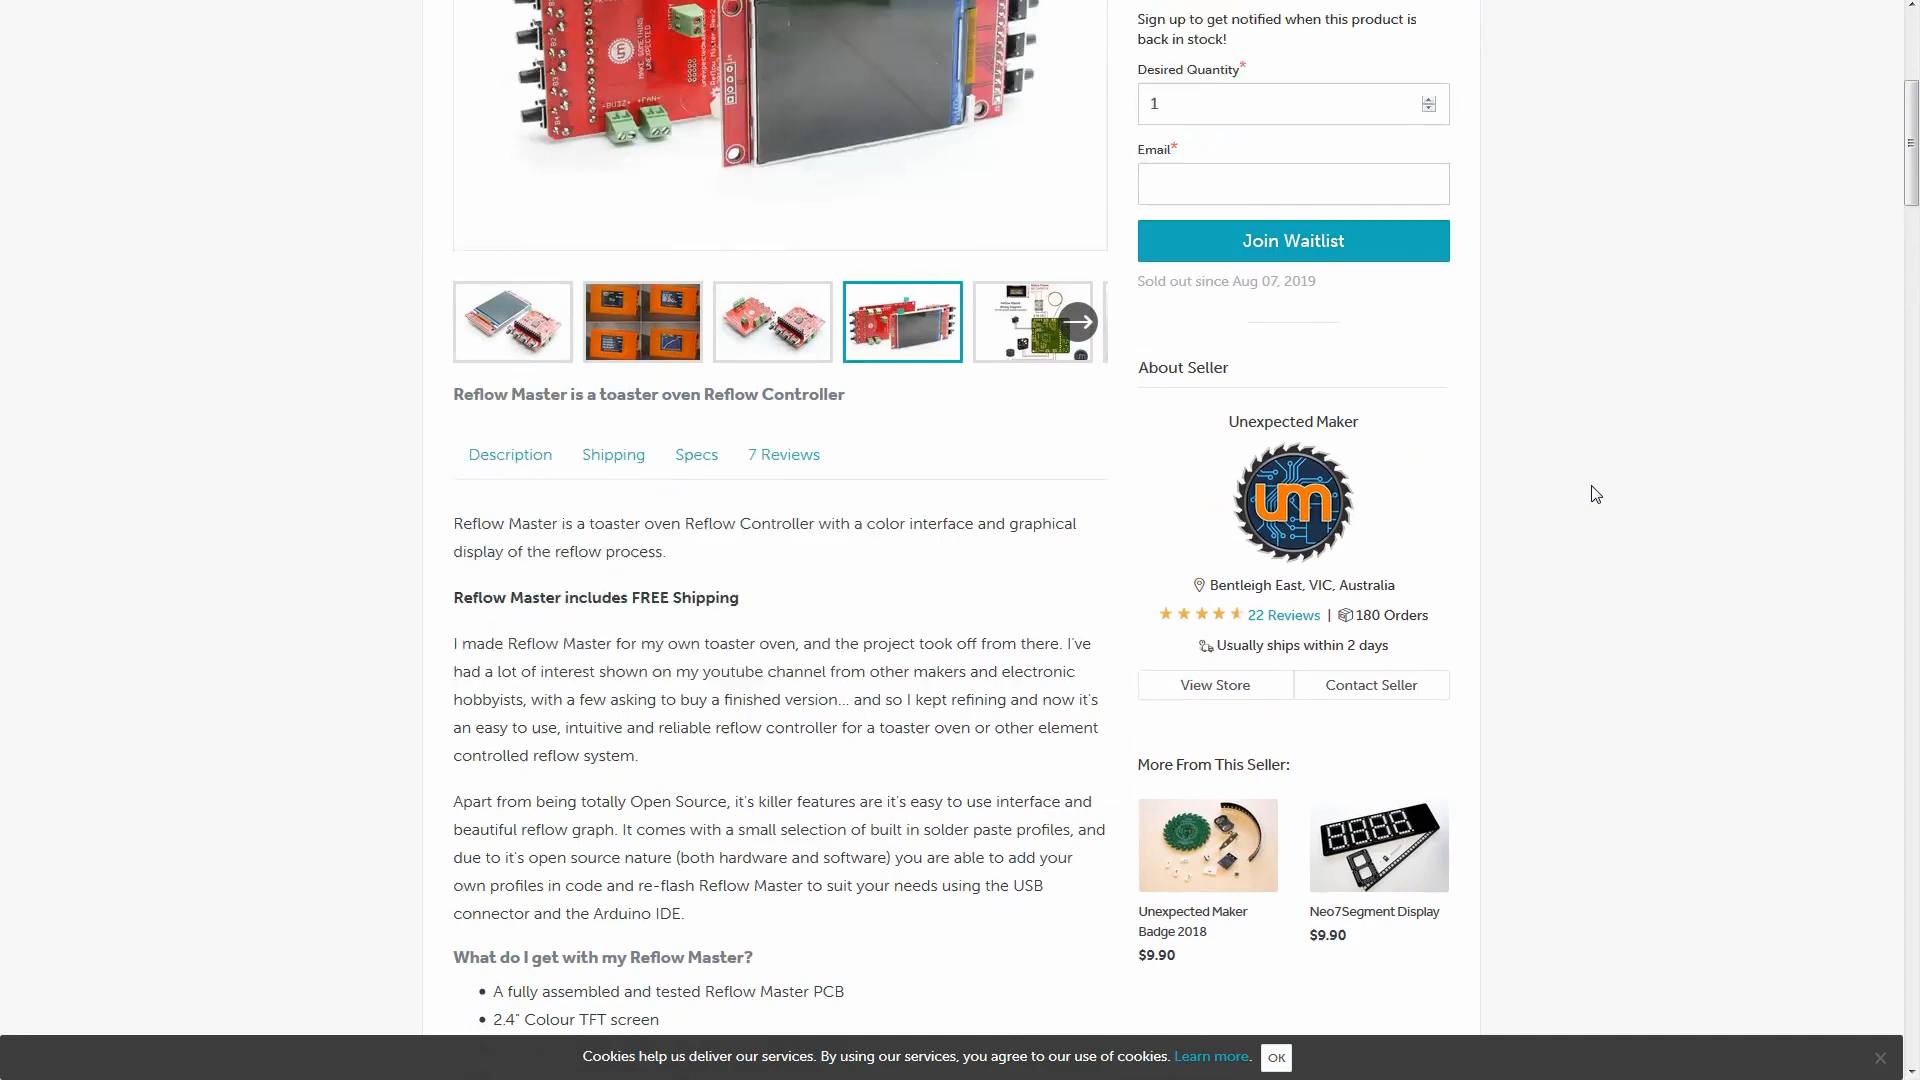 MAKE SOMETHING
UNEXPECTED
-BUZZ+
+FAN-
B2
B3
B4
Sign up to get notified when this product is
back in stock!
Desired Quantity*
1
Email*
Join Waitlist
Sold out since Aug 07, 2019
Reflow Master is a toaster oven Reflow Controller
Description
Shipping
Specs
7 Reviews
Reflow Master is a toaster oven Reflow Controller with a color interface and graphical
display of the reflow process.
Reflow Master includes FREE Shipping
I made Reflow Master for my own toaster oven, and the project took off from there. I've
had a lot of interest shown on my youtube channel from other makers and electronic
hobbyists, with a few asking to buy a finished version... and so I kept refining and now it's
an easy to use, intuitive and reliable reflow controller for a toaster oven or other element
controlled reflow system.
Apart from being totally Open Source, it's killer features are it's easy to use interface and
beautiful reflow graph. It comes with a small selection of built in solder paste profiles, and
due to it's open source nature (both hardware and software) you are able to add your
own profiles in code and re-flash Reflow Master to suit your needs using the USB
connector and the Arduino IDE.
What do I get with my Reflow Master?
• A fully assembled and tested Reflow Master PCB
• 2.4" Colour TFT screen
About Seller
Unexpected Maker
um
Bentleigh East, VIC, Australia
22 Reviews | 180 Orders
Usually ships within 2 days
View Store
Contact Seller
More From This Seller:
Unexpected Maker
Badge 2018
$9.90
Neo7Segment Display
$9.90
Cookies help us deliver our services. By using our services, you agree to our use of cookies. Learn more. OK